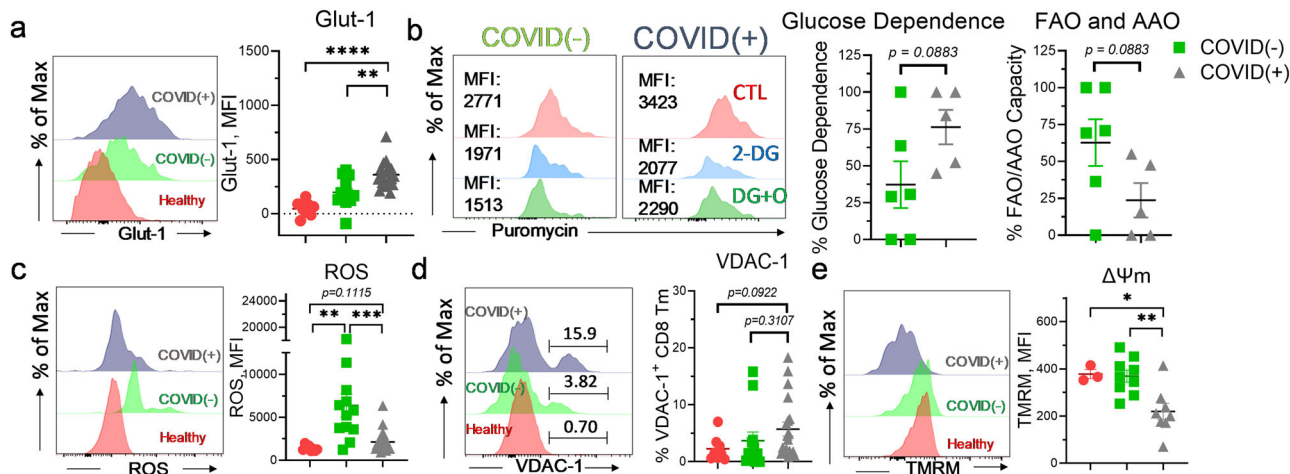 a
Glut-1
% of Max
COVID(+)
COVID(-)
Healthy
Glut-1
Glut-1, MFI
1500
1000
500
250
0
****
**
b
COVID(-)
COVID(+)
% of Max
MFI:
2771
MFI:
1971
MFI:
1513
MFI:
3423
MFI:
2077
MFI:
2290
CTL
2-DG
DG+O
Puromycin
Glucose Dependence
p = 0.0883
% Glucose Dependence
125
100
75
50
25
0
FAO and AAO
p = 0.0883
% FAO/AAO Capacity
125
100
75
50
25
0
COVID(-)
COVID(+)
c
ROS
% of Max
COVID(+)
COVID(-)
Healthy
ROS
ROS, MFI
24000
20000
15000
10000
5000
0
p=0.1115
**
***
d
VDAC-1
% of Max
COVID(+)
15.9
COVID(-)
3.82
Healthy
0.70
VDAC-1
% VDAC-1+ CD8 Tm
30
20
10
0
p=0.0922
p=0.3107
e
ΔΨm
% of Max
COVID(+)
COVID(-)
Healthy
TMRM
TMRM, MFI
600
400
200
0
*
**